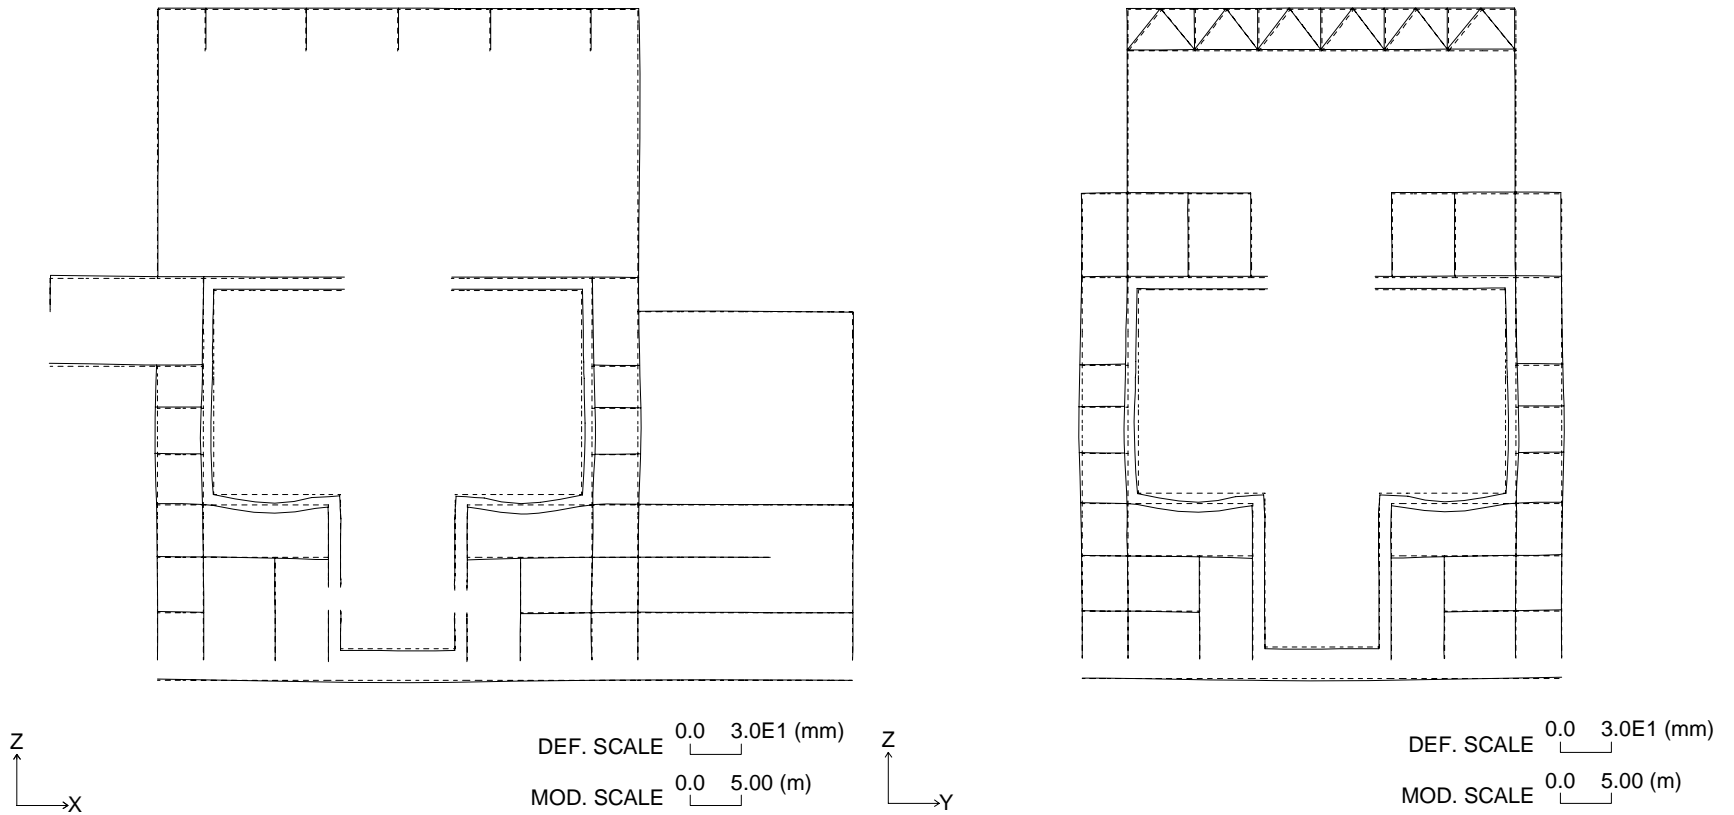 Z
X
DEF. SCALE 0.0 3.0E1 (mm)
MOD. SCALE 0.0 5.00 (m)
Z
Y
DEF. SCALE 0.0 3.0E1 (mm)
MOD. SCALE 0.0 5.00 (m)